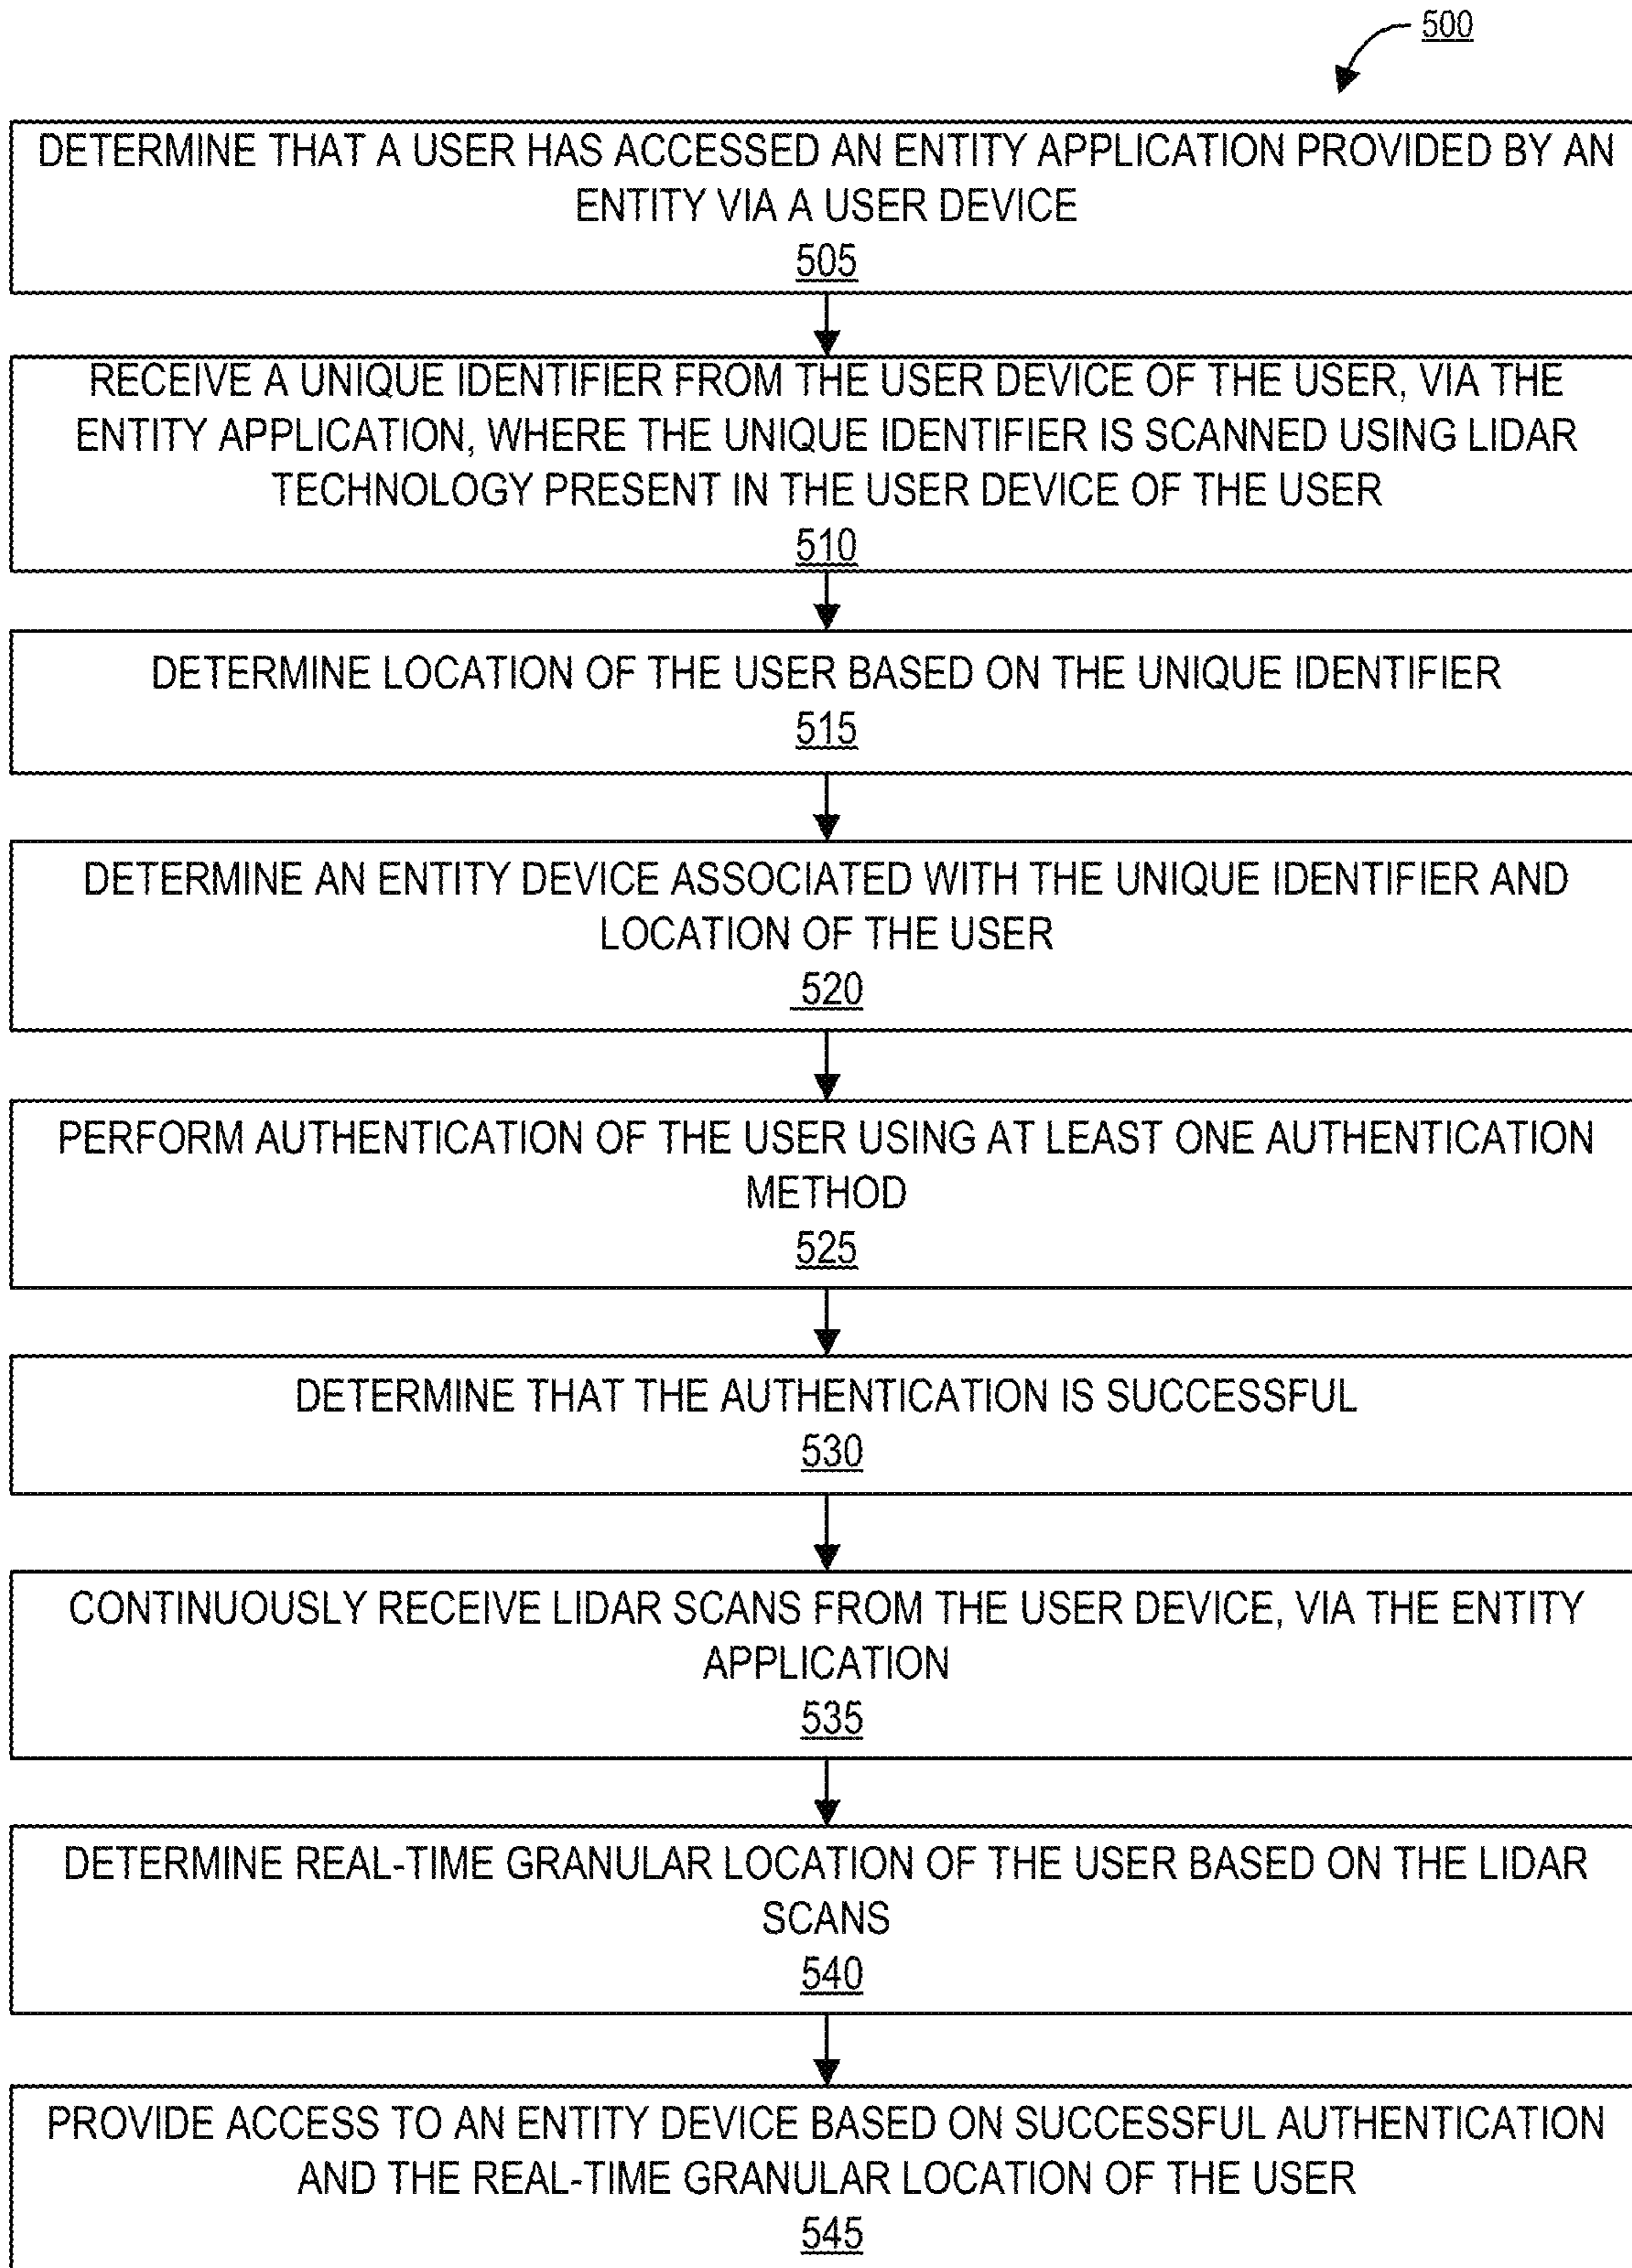 500
DETERMINE THAT A USER HAS ACCESSED AN ENTITY APPLICATION PROVIDED BY AN
ENTITY VIA A USER DEVICE
505
RECEIVE A UNIQUE IDENTIFIER FROM THE USER DEVICE OF THE USER, VIA THE
ENTITY APPLICATION, WHERE THE UNIQUE IDENTIFIER IS SCANNED USING LIDAR
TECHNOLOGY PRESENT IN THE USER DEVICE OF THE USER
510
DETERMINE LOCATION OF THE USER BASED ON THE UNIQUE IDENTIFIER
515
DETERMINE AN ENTITY DEVICE ASSOCIATED WITH THE UNIQUE IDENTIFIER AND
LOCATION OF THE USER
520
PERFORM AUTHENTICATION OF THE USER USING AT LEAST ONE AUTHENTICATION
METHOD
525
DETERMINE THAT THE AUTHENTICATION IS SUCCESSFUL
530
CONTINUOUSLY RECEIVE LIDAR SCANS FROM THE USER DEVICE, VIA THE ENTITY
APPLICATION
535
DETERMINE REAL-TIME GRANULAR LOCATION OF THE USER BASED ON THE LIDAR
SCANS
540
PROVIDE ACCESS TO AN ENTITY DEVICE BASED ON SUCCESSFUL AUTHENTICATION
AND THE REAL-TIME GRANULAR LOCATION OF THE USER
545